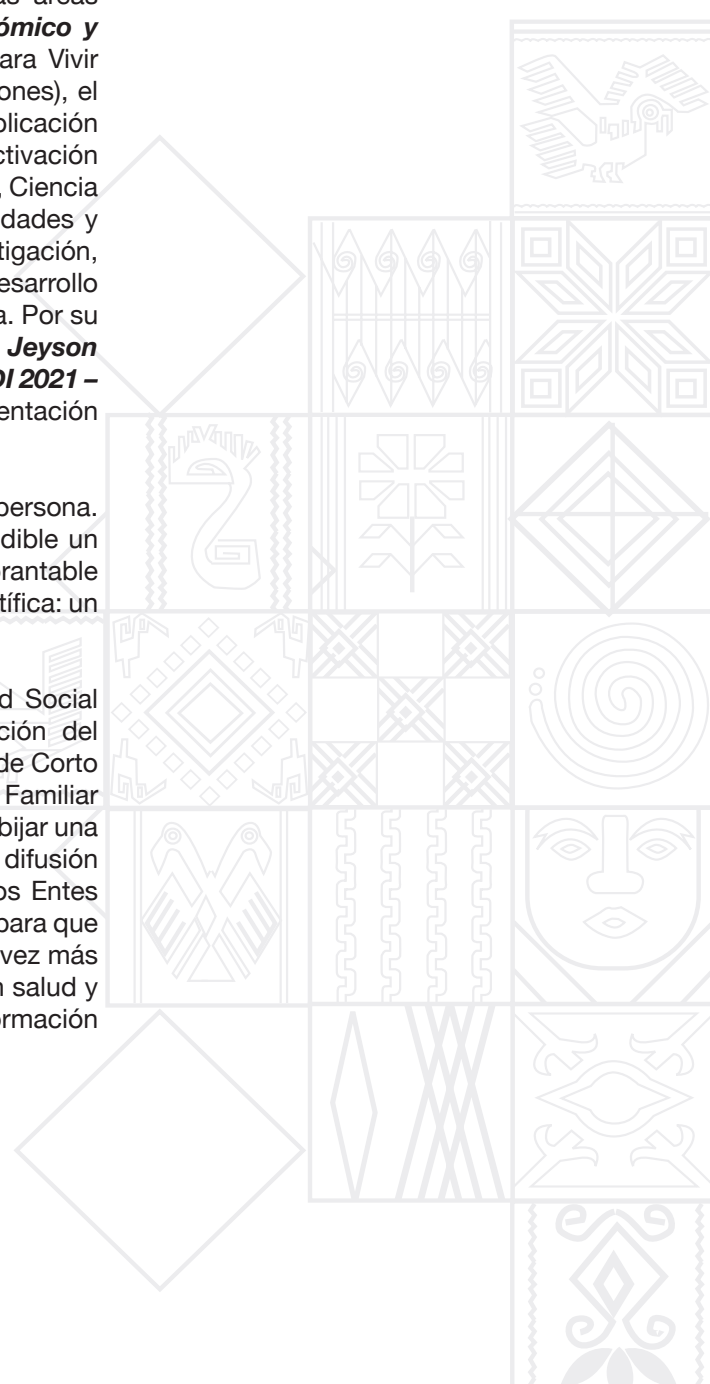 áreas
ómico y
ara Vivir
ones), el
plicación
ctivación
, Ciencia
dades y
tigación,
esarrollo
a. Por su
Jeyson
DI 2021 –
entación
persona.
dible un
orantable
tífica: un
d Social
ción del
de Corto
Familiar
bijar una
difusión
os Entes
para que
vez más
n salud y
ormación